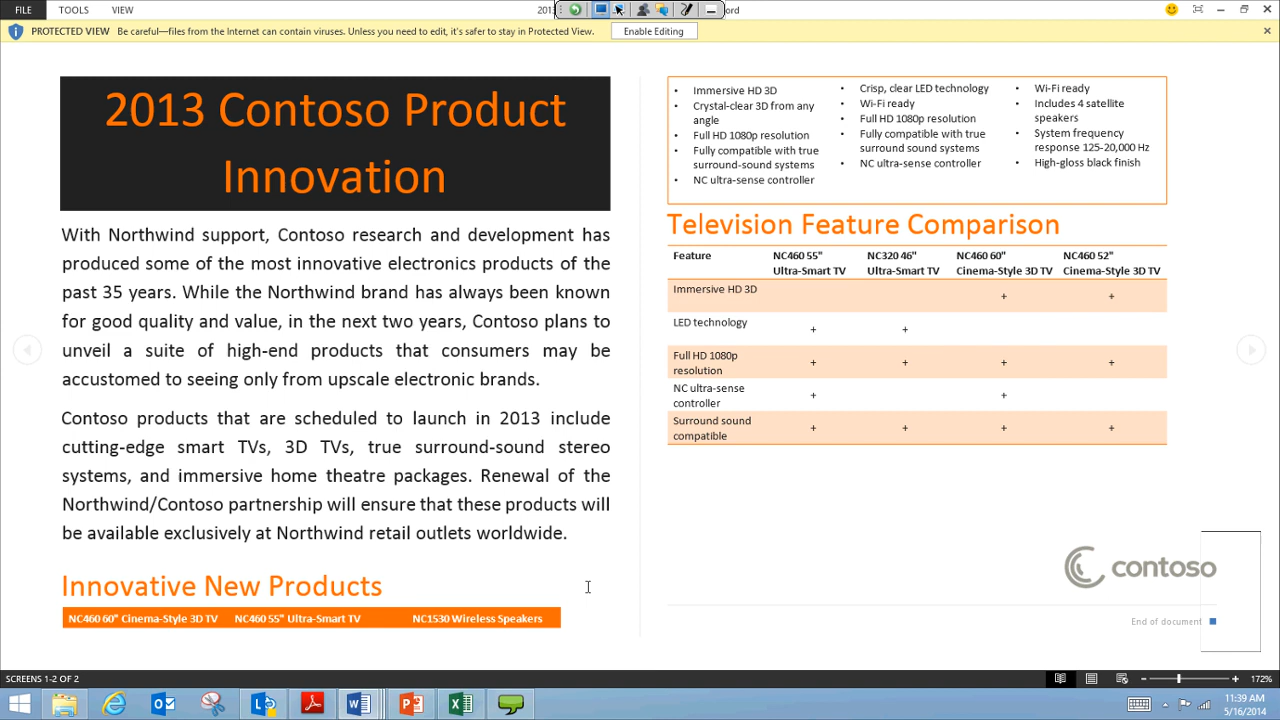 FILE TOOLS VIEW 2013 ord
PROTECTED VIEW Be careful—files from the Internet can contain viruses. Unless you need to edit, it's safer to stay in Protected View. Enable Editing
2013 Contoso Product
Innovation
With Northwind support, Contoso research and development has
produced some of the most innovative electronics products of the
past 35 years. While the Northwind brand has always been known
for good quality and value, in the next two years, Contoso plans to
unveil a suite of high-end products that consumers may be
accustomed to seeing only from upscale electronic brands.
Contoso products that are scheduled to launch in 2013 include
cutting-edge smart TVs, 3D TVs, true surround-sound stereo
systems, and immersive home theatre packages. Renewal of the
Northwind/Contoso partnership will ensure that these products will
be available exclusively at Northwind retail outlets worldwide.
Innovative New Products
NC460 60" Cinema-Style 3D TV NC460 55" Ultra-Smart TV NC1530 Wireless Speakers
• Immersive HD 3D
• Crystal-clear 3D from any
angle
• Full HD 1080p resolution
• Fully compatible with true
surround-sound systems
• NC ultra-sense controller
• Crisp, clear LED technology
• Wi-Fi ready
• Full HD 1080p resolution
• Fully compatible with true
surround sound systems
• NC ultra-sense controller
• Wi-Fi ready
• Includes 4 satellite
speakers
• System frequency
response 125-20,000 Hz
• High-gloss black finish
Television Feature Comparison
Feature NC460 55" NC320 46" NC460 60" NC460 52"
Ultra-Smart TV Ultra-Smart TV Cinema-Style 3D TV Cinema-Style 3D TV
Immersive HD 3D + +
LED technology + +
Full HD 1080p
resolution + + + +
NC ultra-sense
controller + +
Surround sound
compatible + + + +
contoso
End of document
SCREENS 1-2 OF 2 172%
11:39 AM
5/16/2014